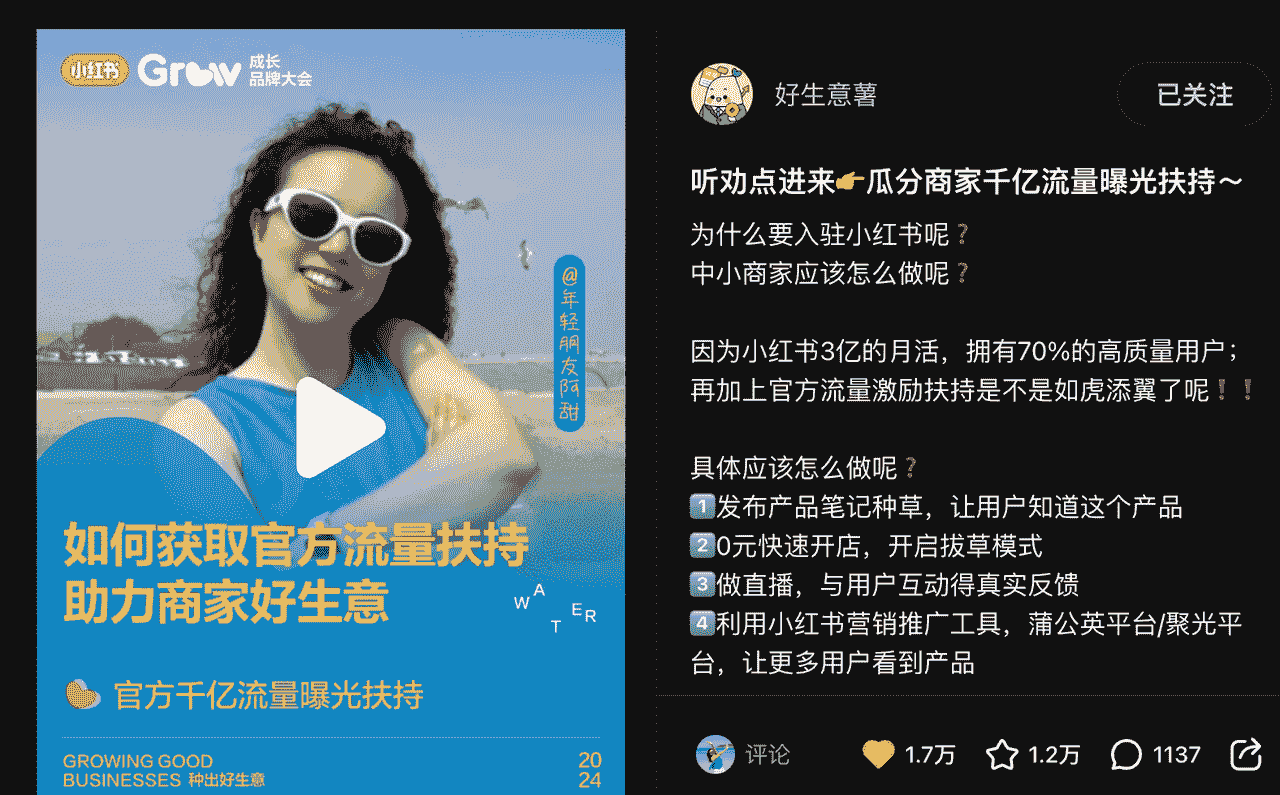 小红书 Grow 成长
品牌大会
@年轻朋友阿甜
如何获取官方流量扶持
助力商家好生意
WATER
官方千亿流量曝光扶持
GROWING GOOD
BUSINESSES 种出好生意
20
24
好生意薯
已关注
听劝点进来👉瓜分商家千亿流量曝光扶持～
为什么要入驻小红书呢❓
中小商家应该怎么做呢❓
因为小红书3亿的月活，拥有70%的高质量用户；
再加上官方流量激励扶持是不是如虎添翼了呢❗❗
具体应该怎么做呢❓
1️⃣发布产品笔记种草，让用户知道这个产品
2️⃣0元快速开店，开启拔草模式
3️⃣做直播，与用户互动得真实反馈
4️⃣利用小红书营销推广工具，蒲公英平台/聚光平
台，让更多用户看到产品
评论
1.7万
1.2万
1137